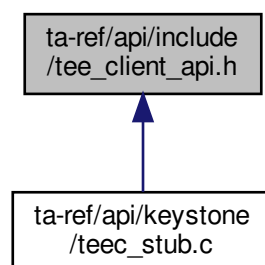 ta-ref/api/include
/tee_client_api.h
ta-ref/api/keystone
/teec_stub.c